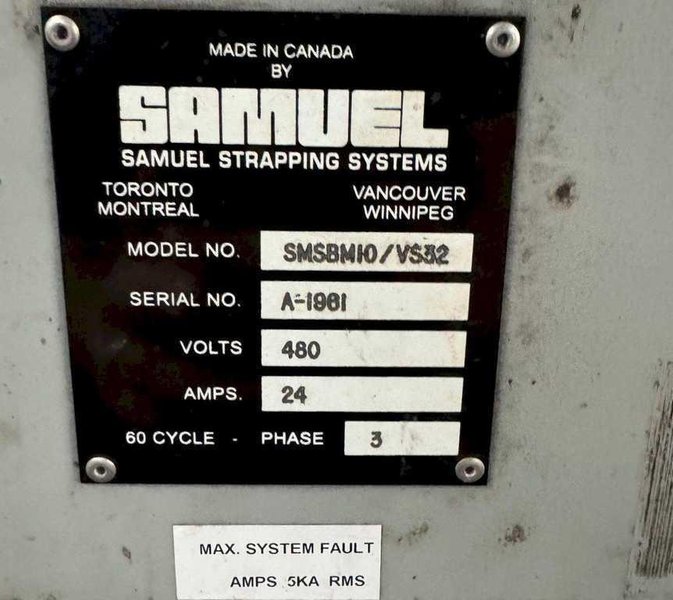 MADE IN CANADA
BY
SAMUEL
SAMUEL STRAPPING SYSTEMS
TORONTO VANCOUVER
MONTREAL WINNIPEG
MODEL NO. SMSBM10/VS32
SERIAL NO. A-1961
VOLTS 480
AMPS. 24
60 CYCLE - PHASE 3
MAX. SYSTEM FAULT
AMPS 5KA RMS